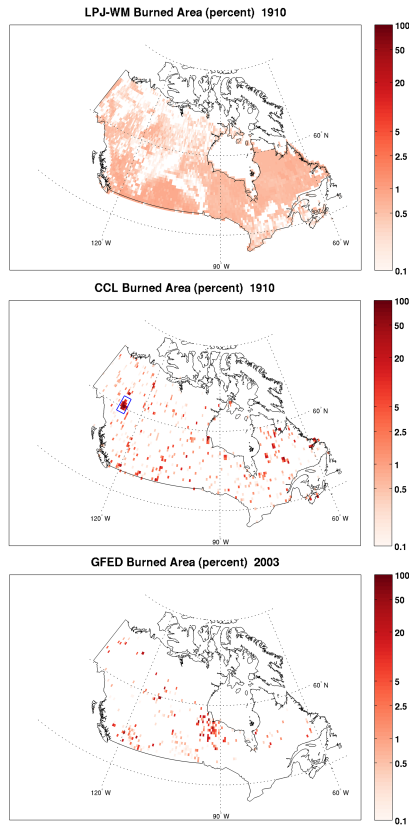 LPJ-WM Burned Area (percent) 1910
100
50
20
5
60° N
2.5
1
0.5
120° W
60° W
90° W
0.1
CCL Burned Area (percent) 1910
100
50
20
5
60° N
2.5
1
0.5
120° W
60° W
90° W
0.1
GFED Burned Area (percent) 2003
100
50
20
5
60° N
2.5
1
0.5
120° W
60° W
90° W
0.1